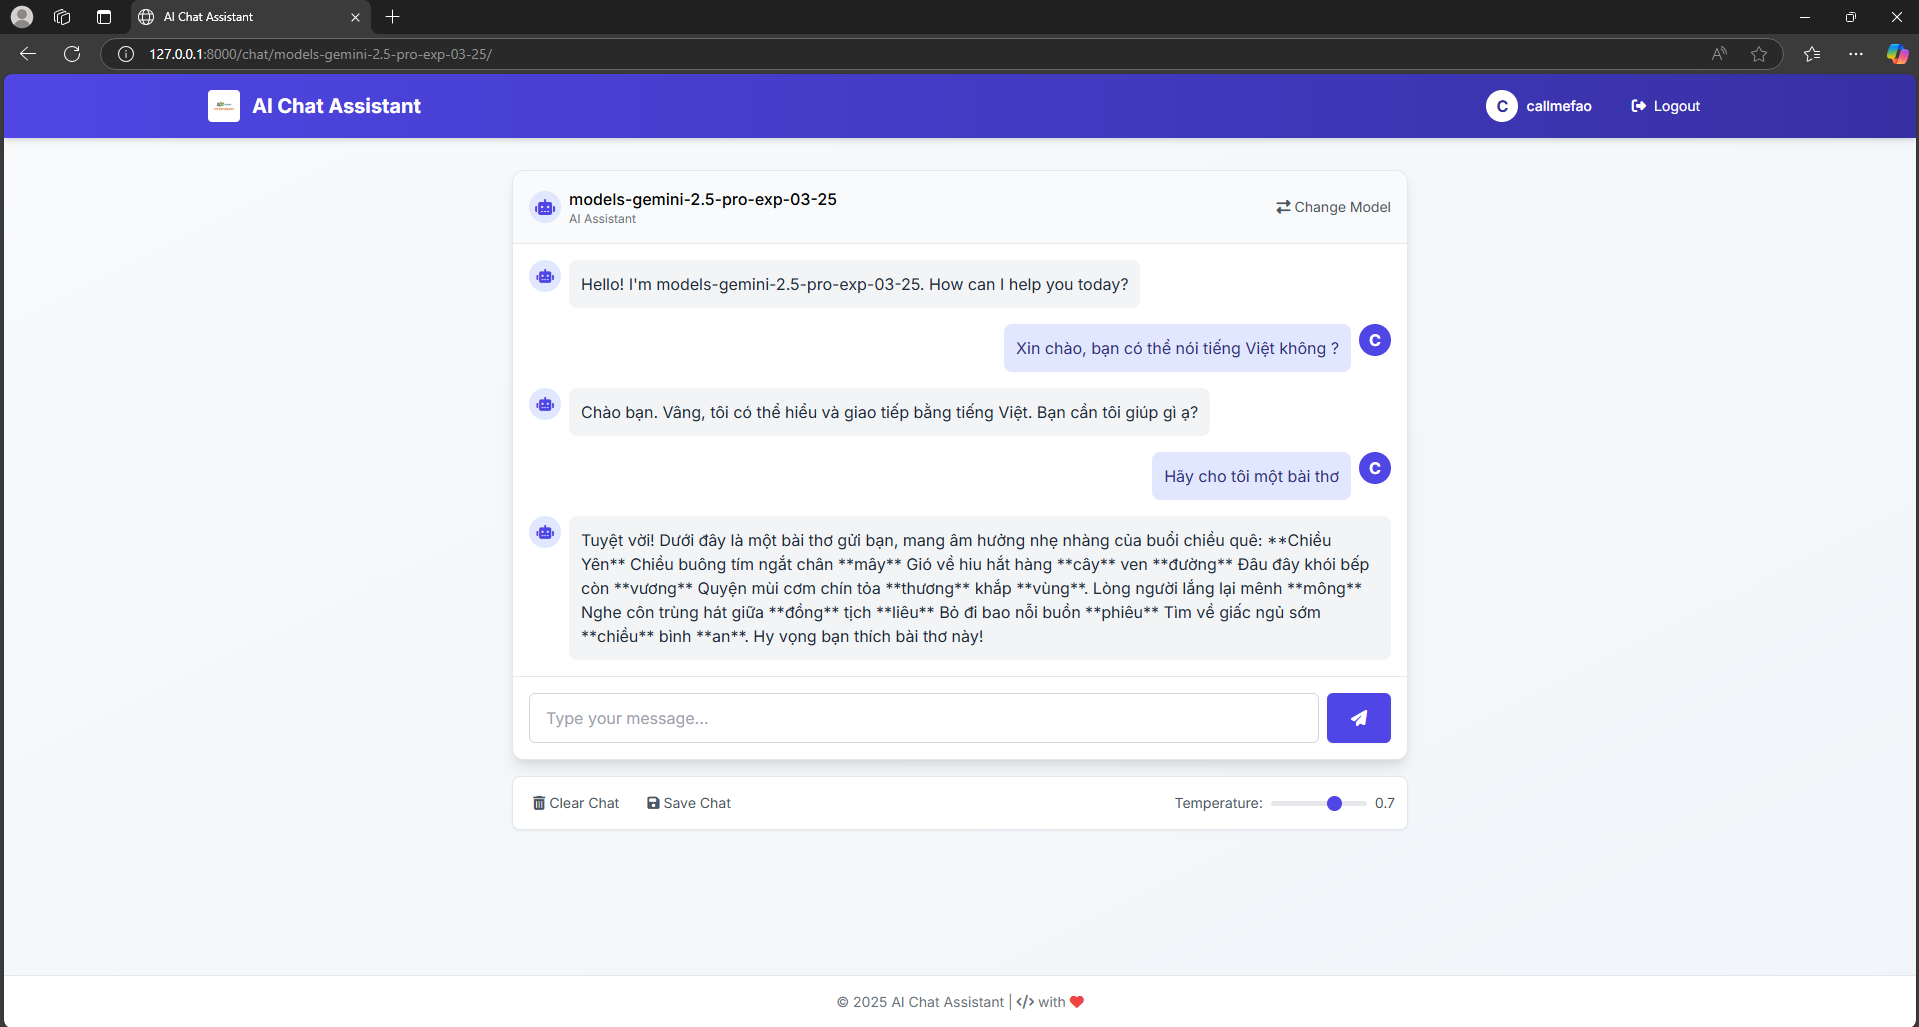 AI Chat Assistant
127.0.0.1:8000/chat/models-gemini-2.5-pro-exp-03-25/
AI Chat Assistant
C callmefao
Logout
models-gemini-2.5-pro-exp-03-25
AI Assistant
Change Model
Hello! I'm models-gemini-2.5-pro-exp-03-25. How can I help you today?
Xin chào, bạn có thể nói tiếng Việt không ?
C
Chào bạn. Vâng, tôi có thể hiểu và giao tiếp bằng tiếng Việt. Bạn cần tôi giúp gì ạ?
Hãy cho tôi một bài thơ
C
Tuyệt vời! Dưới đây là một bài thơ gửi bạn, mang âm hưởng nhẹ nhàng của buổi chiều quê: **Chiều
Yên** Chiều buông tím ngắt chân **mây** Gió về hiu hắt hàng **cây** ven **đường** Đâu đây khói bếp
còn **vương** Quyện mùi cơm chín tỏa **thương** khắp **vùng**. Lòng người lắng lại mênh **mông**
Nghe côn trùng hát giữa **đồng** tịch **liêu** Bỏ đi bao nỗi buồn **phiêu** Tìm về giấc ngủ sớm
**chiều** bình **an**. Hy vọng bạn thích bài thơ này!
Type your message...
Clear Chat
Save Chat
Temperature:
0.7
© 2025 AI Chat Assistant | </> with